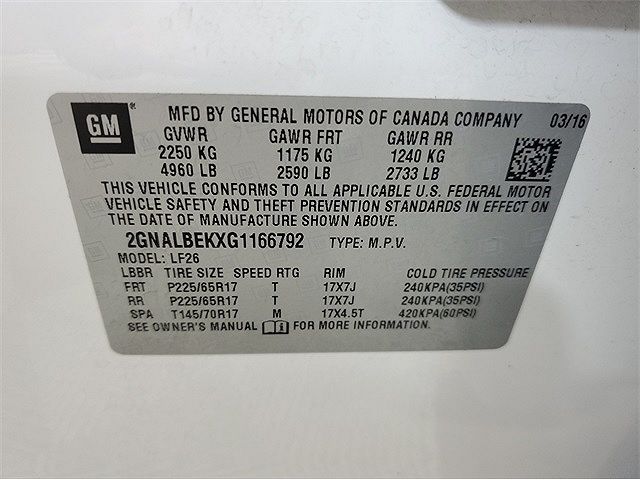 GM
MFD BY GENERAL MOTORS OF CANADA COMPANY 03/16
GVWR GAWR FRT GAWR RR
2250 KG 1175 KG 1240 KG
4960 LB 2590 LB 2733 LB
THIS VEHICLE CONFORMS TO ALL APPLICABLE U.S. FEDERAL MOTOR
VEHICLE SAFETY AND THEFT PREVENTION STANDARDS IN EFFECT ON
THE DATE OF MANUFACTURE SHOWN ABOVE.
2GNALBEKXG1166792 TYPE: M.P.V.
MODEL: LF26
LBBR TIRE SIZE SPEED RTG RIM COLD TIRE PRESSURE
FRT P225/65R17 T 17X7J 240KPA(35PSI)
RR P225/65R17 T 17X7J 240KPA(35PSI)
SPA T145/70R17 M 17X4.5T 420KPA(60PSI)
SEE OWNER'S MANUAL FOR MORE INFORMATION.